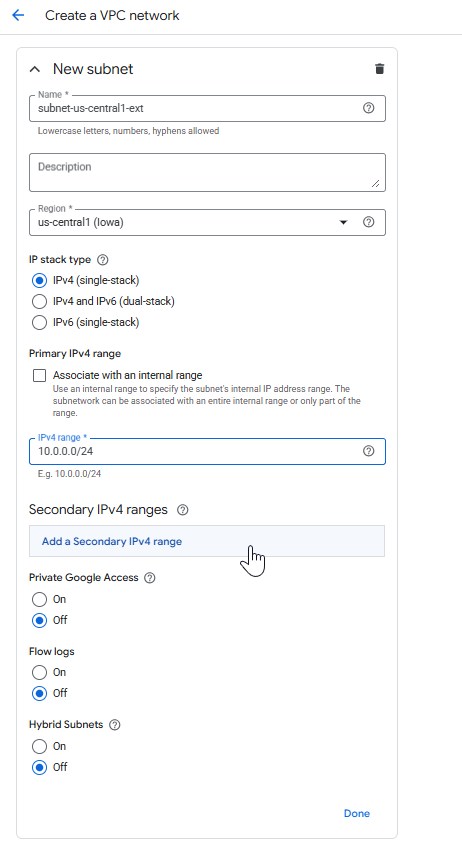 Create a VPC network
New subnet
Name *
subnet-us-central1-ext
Lowercase letters, numbers, hyphens allowed
Description
Region *
us-central1 (Iowa)
IP stack type
IPv4 (single-stack)
IPv4 and IPv6 (dual-stack)
IPv6 (single-stack)
Primary IPv4 range
Associate with an internal range
Use an internal range to specify the subnet's internal IP address range. The
subnetwork can be associated with an entire internal range or only part of the
range.
IPv4 range *
10.0.0.0/24
E.g. 10.0.0.0/24
Secondary IPv4 ranges
Add a Secondary IPv4 range
Private Google Access
On
Off
Flow logs
On
Off
Hybrid Subnets
On
Off
Done